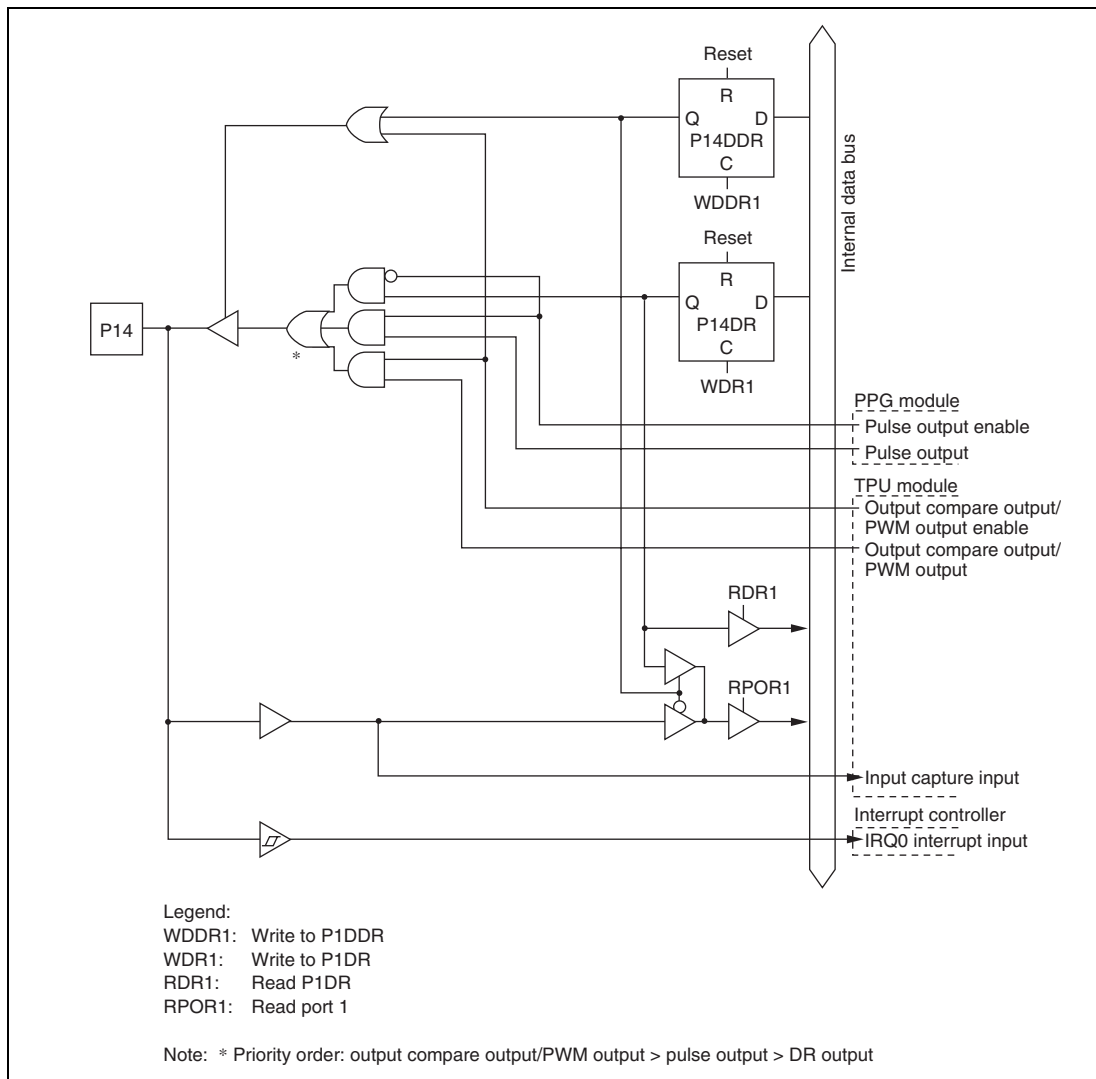 Reset
R
Q D
P14DDR
C
WDDR1
Internal data bus
Reset
R
Q D
P14DR
C
WDR1
P14
*
PPG module
Pulse output enable
Pulse output
TPU module
Output compare output/
PWM output enable
Output compare output/
PWM output
RDR1
RPOR1
Input capture input
Interrupt controller
IRQ0 interrupt input
Legend:
WDDR1: Write to P1DDR
WDR1: Write to P1DR
RDR1: Read P1DR
RPOR1: Read port 1
Note: * Priority order: output compare output/PWM output > pulse output > DR output